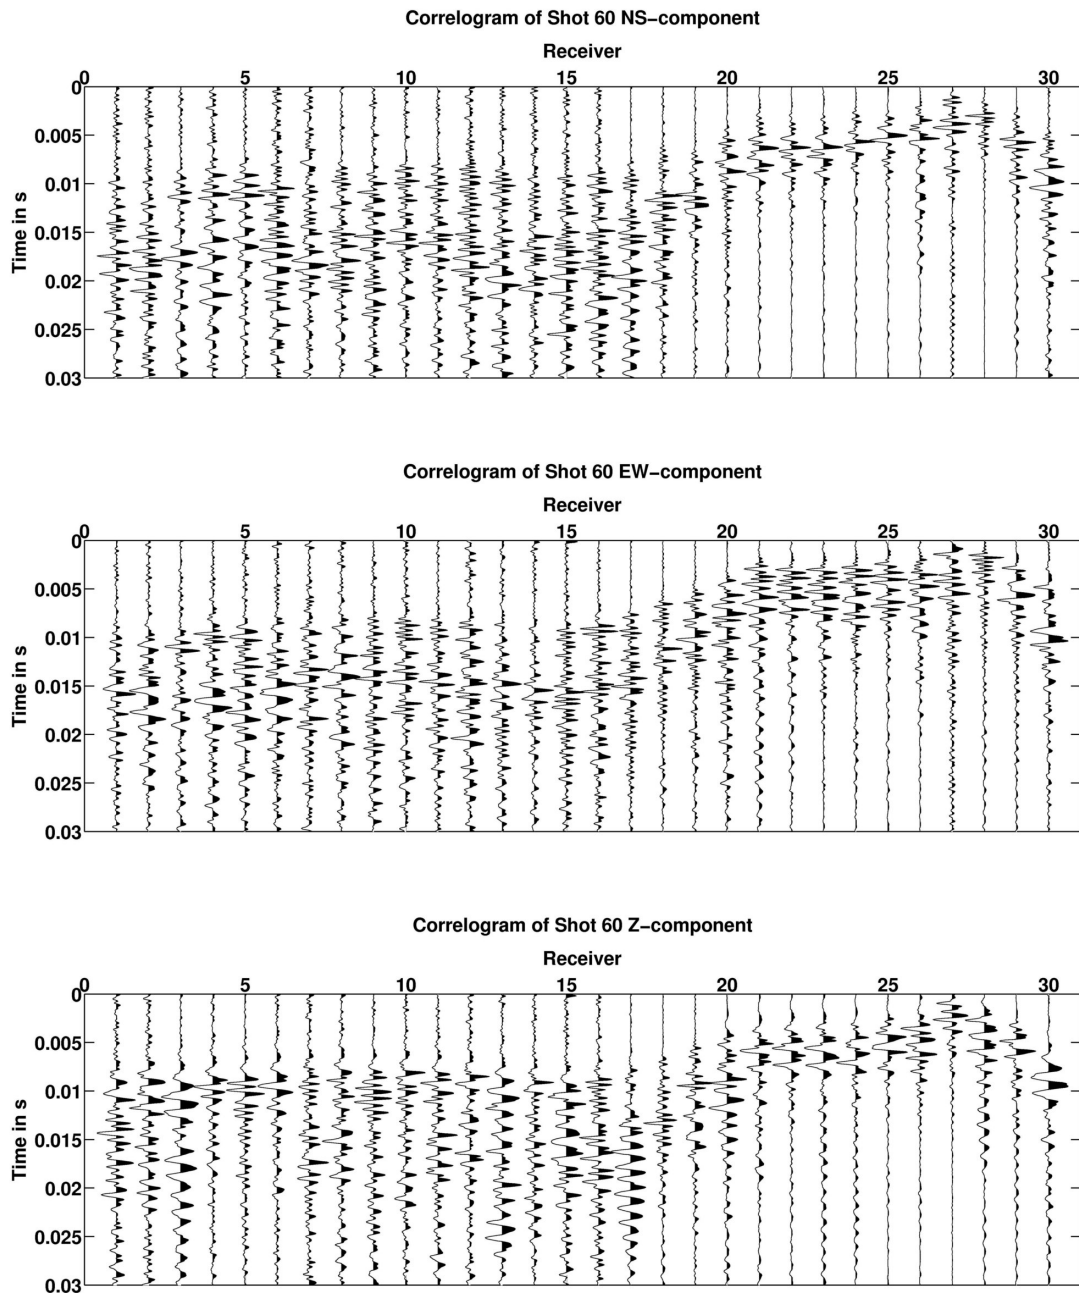 Correlogram of Shot 60 NS−component
Receiver
0 5 10 15 20 25 30
0
0.005
0.01
0.015
0.02
0.025
0.03
Time in s
Correlogram of Shot 60 EW−component
Receiver
0 5 10 15 20 25 30
0
0.005
0.01
0.015
0.02
0.025
0.03
Time in s
Correlogram of Shot 60 Z−component
Receiver
0 5 10 15 20 25 30
0
0.005
0.01
0.015
0.02
0.025
0.03
Time in s